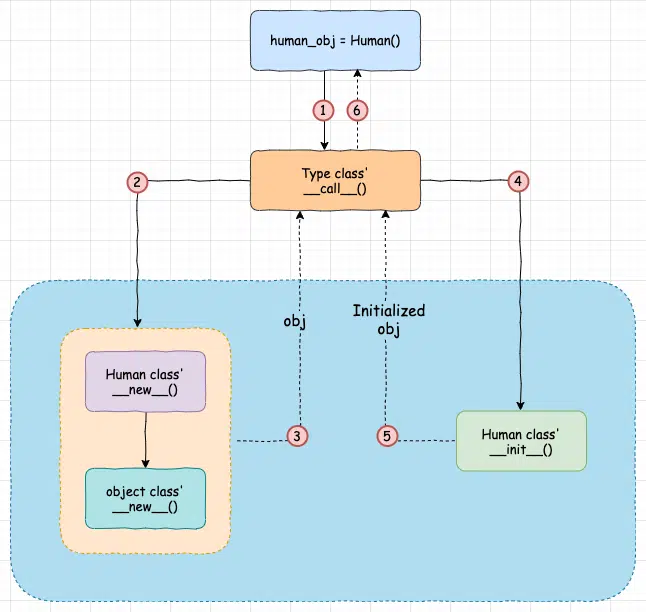 human_obj = Human()
1
6
Type class'
__call__()
2
4
obj
Initialized
obj
Human class'
__new__()
3
5
Human class'
__init__()
object class'
__new__()